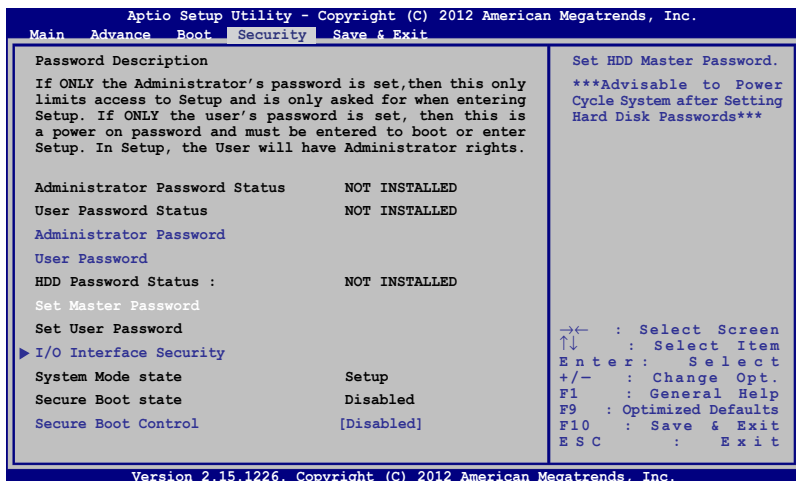 Aptio Setup Utility - Copyright (C) 2012 American Megatrends, Inc.
Main Advance Boot Security Save & Exit
Password Description
If ONLY the Administrator's password is set,then this only
limits access to Setup and is only asked for when entering
Setup. If ONLY the user's password is set, then this is
a power on password and must be entered to boot or enter
Setup. In Setup, the User will have Administrator rights.
Administrator Password Status NOT INSTALLED
User Password Status NOT INSTALLED
Administrator Password
User Password
HDD Password Status : NOT INSTALLED
Set Master Password
Set User Password
I/O Interface Security
System Mode state Setup
Secure Boot state Disabled
Secure Boot Control [Disabled]
Set HDD Master Password.
***Advisable to Power
Cycle System after Setting
Hard Disk Passwords***
→← : Select Screen
↑↓ : Select Item
Enter: Select
+/— : Change Opt.
F1 : General Help
F9 : Optimized Defaults
F10 : Save & Exit
ESC : Exit
Version 2.15.1226. Copyright (C) 2012 American Megatrends, Inc.